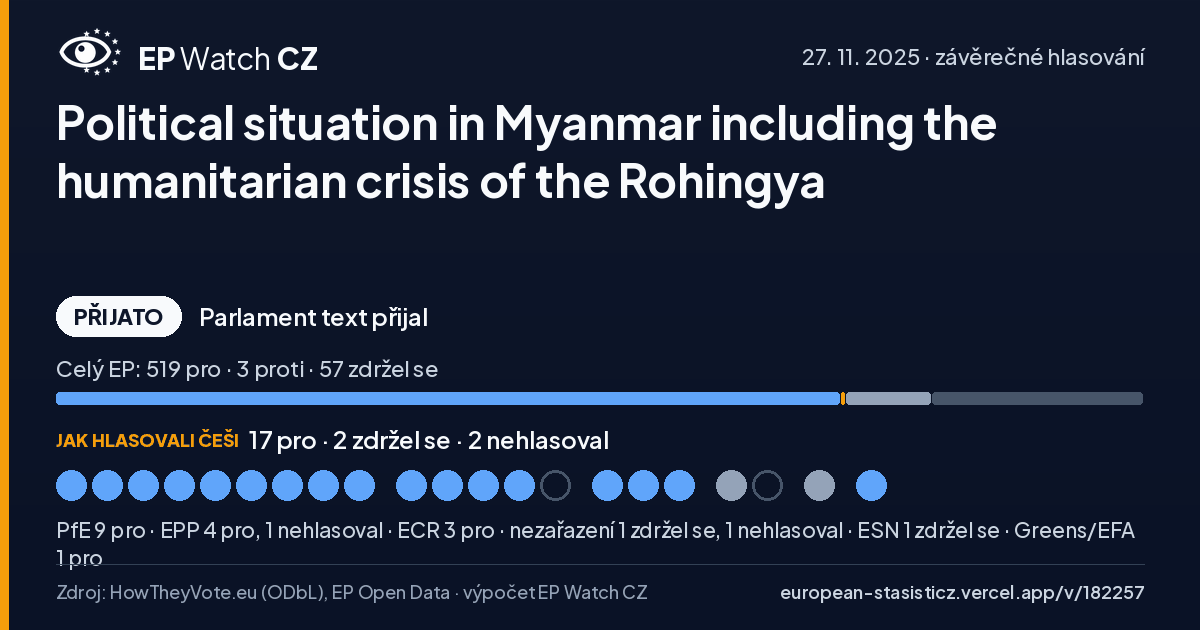 EP Watch CZ
27. 11. 2025 · závěrečné hlasování
Political situation in Myanmar including the
humanitarian crisis of the Rohingya
PŘIJATO Parlament text přijal
Celý EP: 519 pro · 3 proti · 57 zdržel se
JAK HLASOVALI ČEŠI 17 pro · 2 zdržel se · 2 nehlasoval
PfE 9 pro · EPP 4 pro, 1 nehlasoval · ECR 3 pro · nezařazení 1 zdržel se, 1 nehlasoval · ESN 1 zdržel se · Greens/EFA
1 pro
Zdroj: HowTheyVote.eu (ODbL), EP Open Data · výpočet EP Watch CZ
european-stasisticz.vercel.app/v/182257